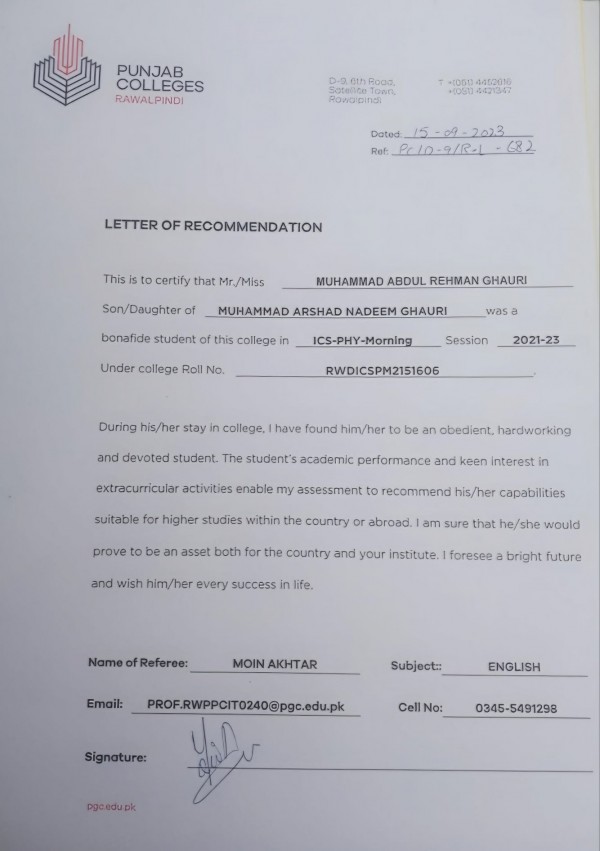 PUNJAB
COLLEGES
RAWALPINDI
D-9, 6th Road, T +(051) 4452616
Satellite Town, +(051) 4421347
Rawalpindi
Dated: 15-09-2023
Ref: PC/D-9/R-L-682
LETTER OF RECOMMENDATION
This is to certify that Mr./Miss MUHAMMAD ABDUL REHMAN GHAURI
Son/Daughter of MUHAMMAD ARSHAD NADEEM GHAURI was a
bonafide student of this college in ICS-PHY-Morning Session 2021-23
Under college Roll No. RWDICSPM2151606.
During his/her stay in college, I have found him/her to be an obedient, hardworking
and devoted student. The student's academic performance and keen interest in
extracurricular activities enable my assessment to recommend his/her capabilities
suitable for higher studies within the country or abroad. I am sure that he/she would
prove to be an asset both for the country and your institute. I foresee a bright future
and wish him/her every success in life.
Name of Referee: MOIN AKHTAR Subject:: ENGLISH
Email: PROF.RWPPCIT0240@pgc.edu.pk Cell No: 0345-5491298
Signature:
pgc.edu.pk